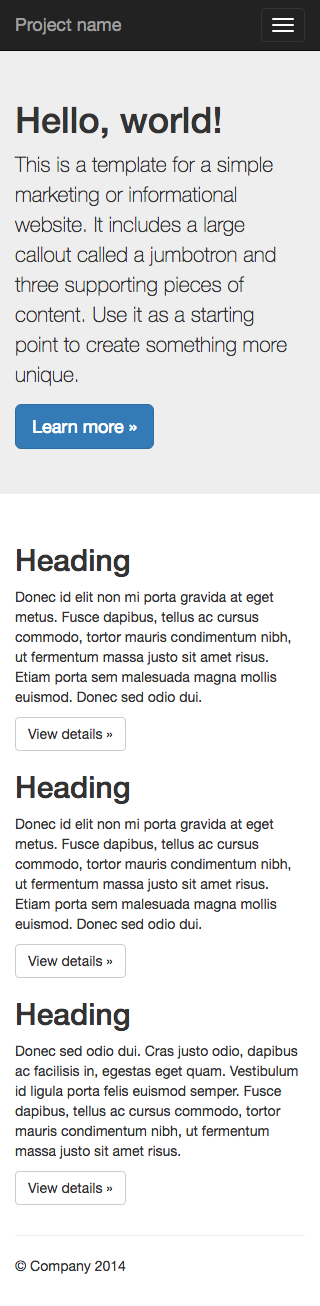 Project name
Hello, world!
This is a template for a simple
marketing or informational
website. It includes a large
callout called a jumbotron and
three supporting pieces of
content. Use it as a starting
point to create something more
unique.
Learn more »
Heading
Donec id elit non mi porta gravida at eget
metus. Fusce dapibus, tellus ac cursus
commodo, tortor mauris condimentum nibh,
ut fermentum massa justo sit amet risus.
Etiam porta sem malesuada magna mollis
euismod. Donec sed odio dui.
View details »
Heading
Donec id elit non mi porta gravida at eget
metus. Fusce dapibus, tellus ac cursus
commodo, tortor mauris condimentum nibh,
ut fermentum massa justo sit amet risus.
Etiam porta sem malesuada magna mollis
euismod. Donec sed odio dui.
View details »
Heading
Donec sed odio dui. Cras justo odio, dapibus
ac facilisis in, egestas eget quam. Vestibulum
id ligula porta felis euismod semper. Fusce
dapibus, tellus ac cursus commodo, tortor
mauris condimentum nibh, ut fermentum
massa justo sit amet risus.
View details »
© Company 2014